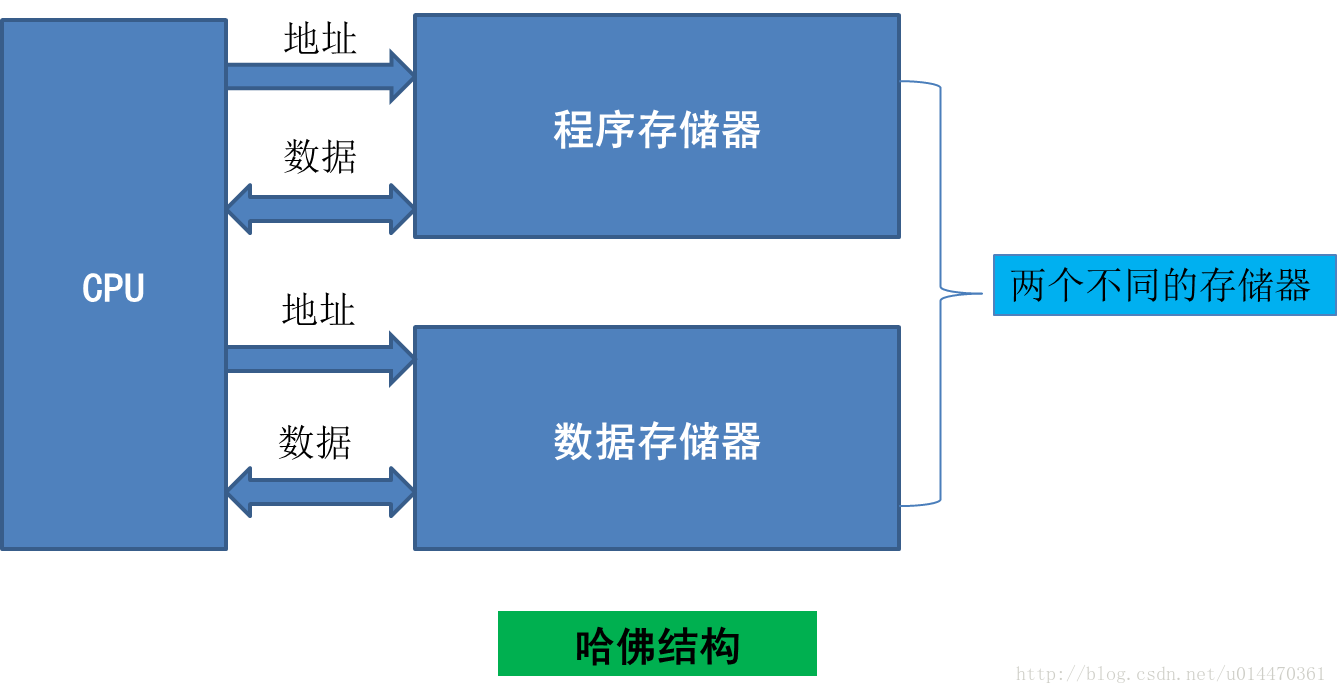 地址
程序存储器
数据
CPU
两个不同的存储器
地址
数据
数据存储器
哈佛结构
http://blog.csdn.net/u014470361